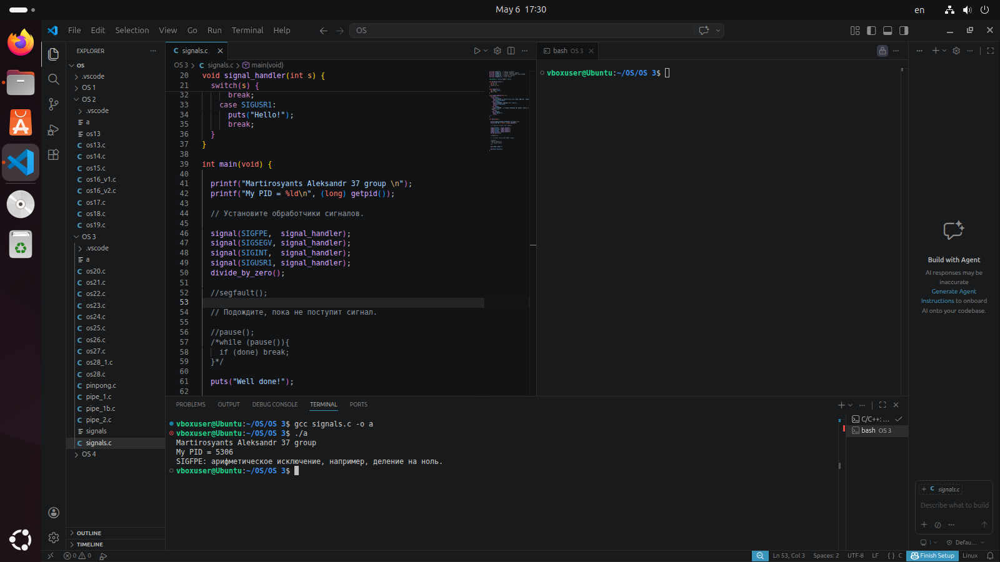 May 6 17:30
en
File Edit Selection View Go Run Terminal Help
OS
EXPLORER
OS
.vscode
OS 1
OS 2
.vscode
a
os13
os13.c
os14.c
os15.c
os16_v1.c
os16_v2.c
os17.c
os18.c
os19.c
OS 3
.vscode
a
os20.c
os21.c
os22.c
os23.c
os24.c
os25.c
os26.c
os27.c
os28_1.c
os28.c
pinpong.c
pipe_1.c
pipe_1b.c
pipe_2.c
signals
signals.c
OS 4
OUTLINE
TIMELINE
signals.c
OS 3 > signals.c > main(void)
20 void signal_handler(int s) {
21 switch(s) {
32 break;
33 case SIGUSR1:
34 puts("Hello!");
35 break;
36 }
37 }
38
39 int main(void) {
40
41 printf("Martirosyants Aleksandr 37 group \n");
42 printf("My PID = %ld\n", (long) getpid());
43
44 // Установите обработчики сигналов.
45
46 signal(SIGFPE, signal_handler);
47 signal(SIGSEGV, signal_handler);
48 signal(SIGINT, signal_handler);
49 signal(SIGUSR1, signal_handler);
50 divide_by_zero();
51
52 //segfault();
53
54 // Подождите, пока не поступит сигнал.
55
56 //pause();
57 /*while (pause()){
58 if (done) break;
59 }*/
60
61 puts("Well done!");
62
bash OS 3
vboxuser@Ubuntu:~/OS/OS 3$
Build with Agent
AI responses may be
inaccurate
Generate Agent
Instructions to onboard
AI onto your codebase.
+ C signals.c
Describe what to build
Defau...
PROBLEMS OUTPUT DEBUG CONSOLE TERMINAL PORTS
vboxuser@Ubuntu:~/OS/OS 3$ gcc signals.c -o a
vboxuser@Ubuntu:~/OS/OS 3$ ./a
Martirosyants Aleksandr 37 group
My PID = 5306
SIGFPE: арифметическое исключение, например, деление на ноль.
vboxuser@Ubuntu:~/OS/OS 3$
C/C++: ...
bash OS 3
0 0
Ln 53, Col 3 Spaces: 2 UTF-8 LF { } C Finish Setup Linux